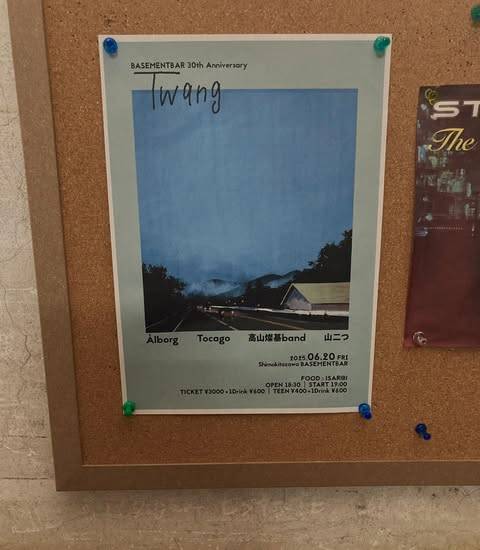 BASEMENTBAR 30th Anniversary
Twang
Ålborg Tocago 高山燦基band 山二つ
2025.06.20 FRI
Shimokitazawa BASEMENTBAR
FOOD : ISARIBI
OPEN 18:30 | START 19:00
TICKET ¥3000+1Drink ¥600 | TEEN ¥400+1Drink ¥600
ST
The